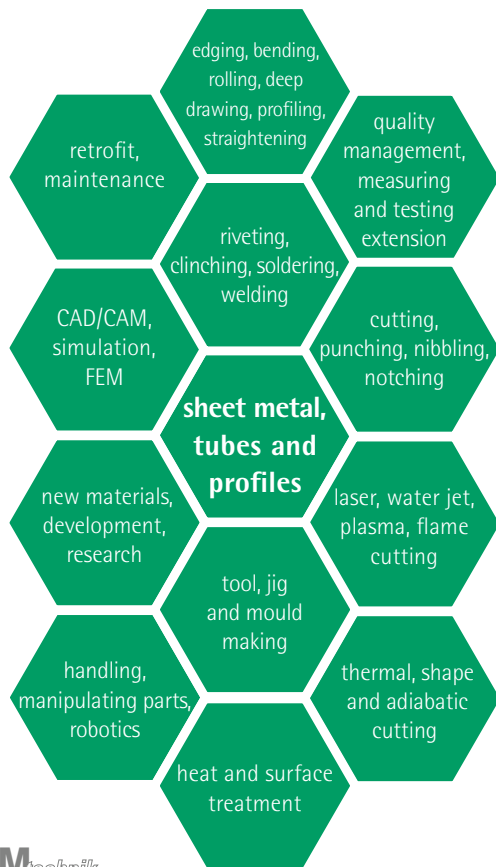 edging, bending,
rolling, deep
drawing, profiling,
straightening
retrofit,
maintenance
quality
management,
measuring
and testing
extension
riveting,
clinching, soldering,
welding
CAD/CAM,
simulation,
FEM
cutting,
punching, nibbling,
notching
sheet metal,
tubes and
profiles
new materials,
development,
research
laser, water jet,
plasma, flame
cutting
tool, jig
and mould
making
handling,
manipulating parts,
robotics
thermal, shape
and adiabatic
cutting
heat and surface
treatment